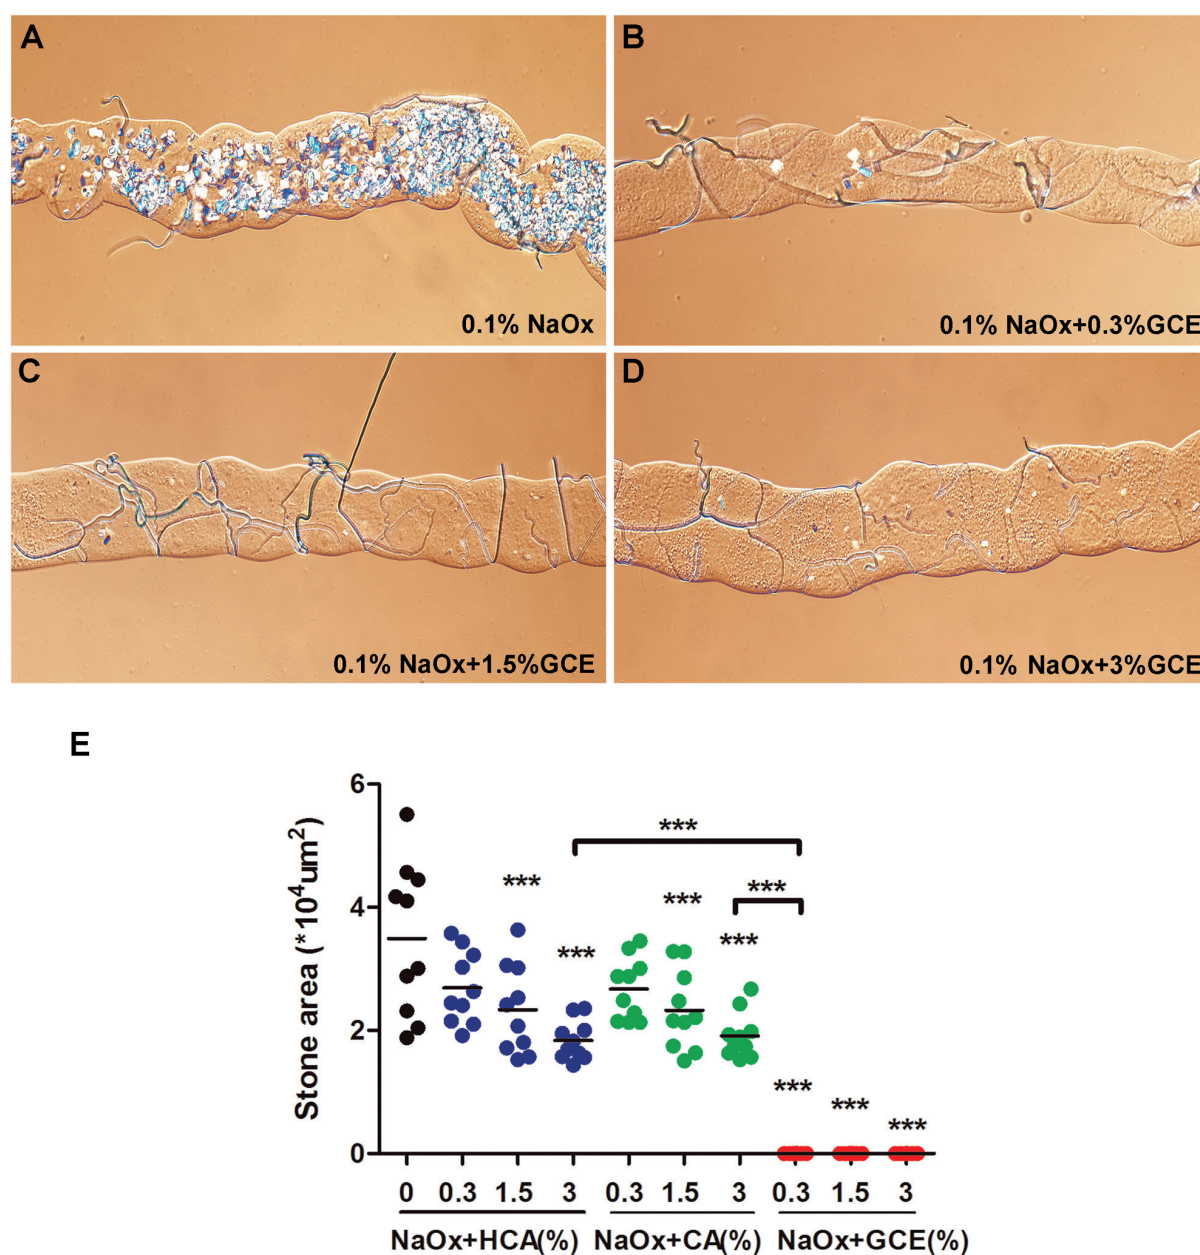 A
B
0.1% NaOx
0.1% NaOx+0.3%GCE
C
D
0.1% NaOx+1.5%GCE
0.1% NaOx+3%GCE
E
Stone area (*10⁴um²)
6
4
2
0
***
***
***
***
***
***
***
***
***
0 0.3 1.5 3 0.3 1.5 3 0.3 1.5 3
NaOx+HCA(%) NaOx+CA(%) NaOx+GCE(%)